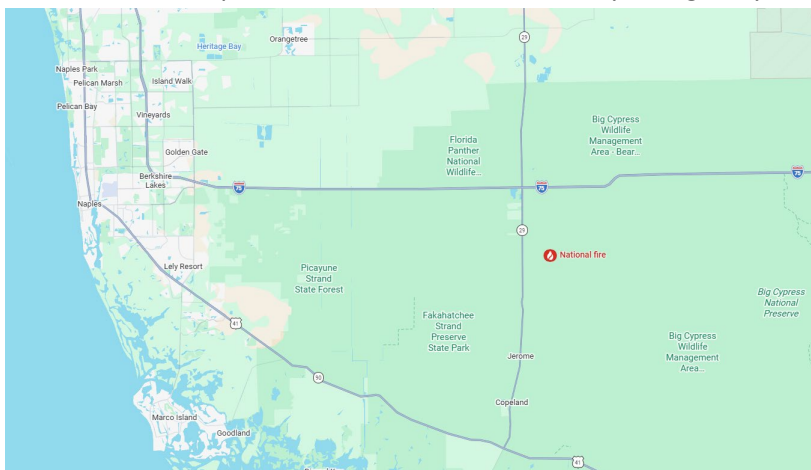 Orangetree
29
Heritage Bay
Naples Park
Pelican Marsh
Island Walk
Pelican Bay
Vineyards
Big Cypress
Wildlife
Management
Area - Bear...
Florida
Panther
National
Wildlife...
Golden Gate
Berkshire
Lakes
75
75
75
Naples
29
National fire
Lely Resort
Picayune
Strand
State Forest
Big Cypress
National
Preserve
41
Fakahatchee
Strand
Preserve
State Park
Big Cypress
Wildlife
Management
Area...
Jerome
90
Copeland
Marco Island
Goodland
41